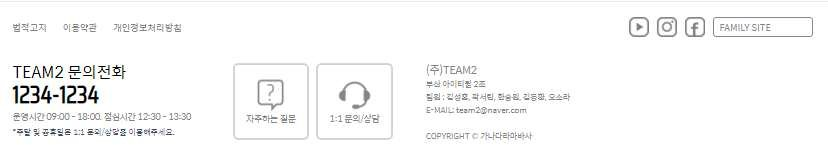 법적고지 이용약관 개인정보처리방침
FAMILY SITE
TEAM2 문의전화
1234-1234
운영시간 09:00 - 18:00, 점심시간 12:30 - 13:30
*주말 및 공휴일은 1:1 문의/상담을 이용해주세요.
?
자주하는 질문
1:1 문의/상담
(주)TEAM2
부산 아이티윌 2조
팀원 : 김성훈, 곽서린, 한승원, 김동환, 오소라
E-MAIL: team2@naver.com
COPYRIGHT © 가나다라마바사